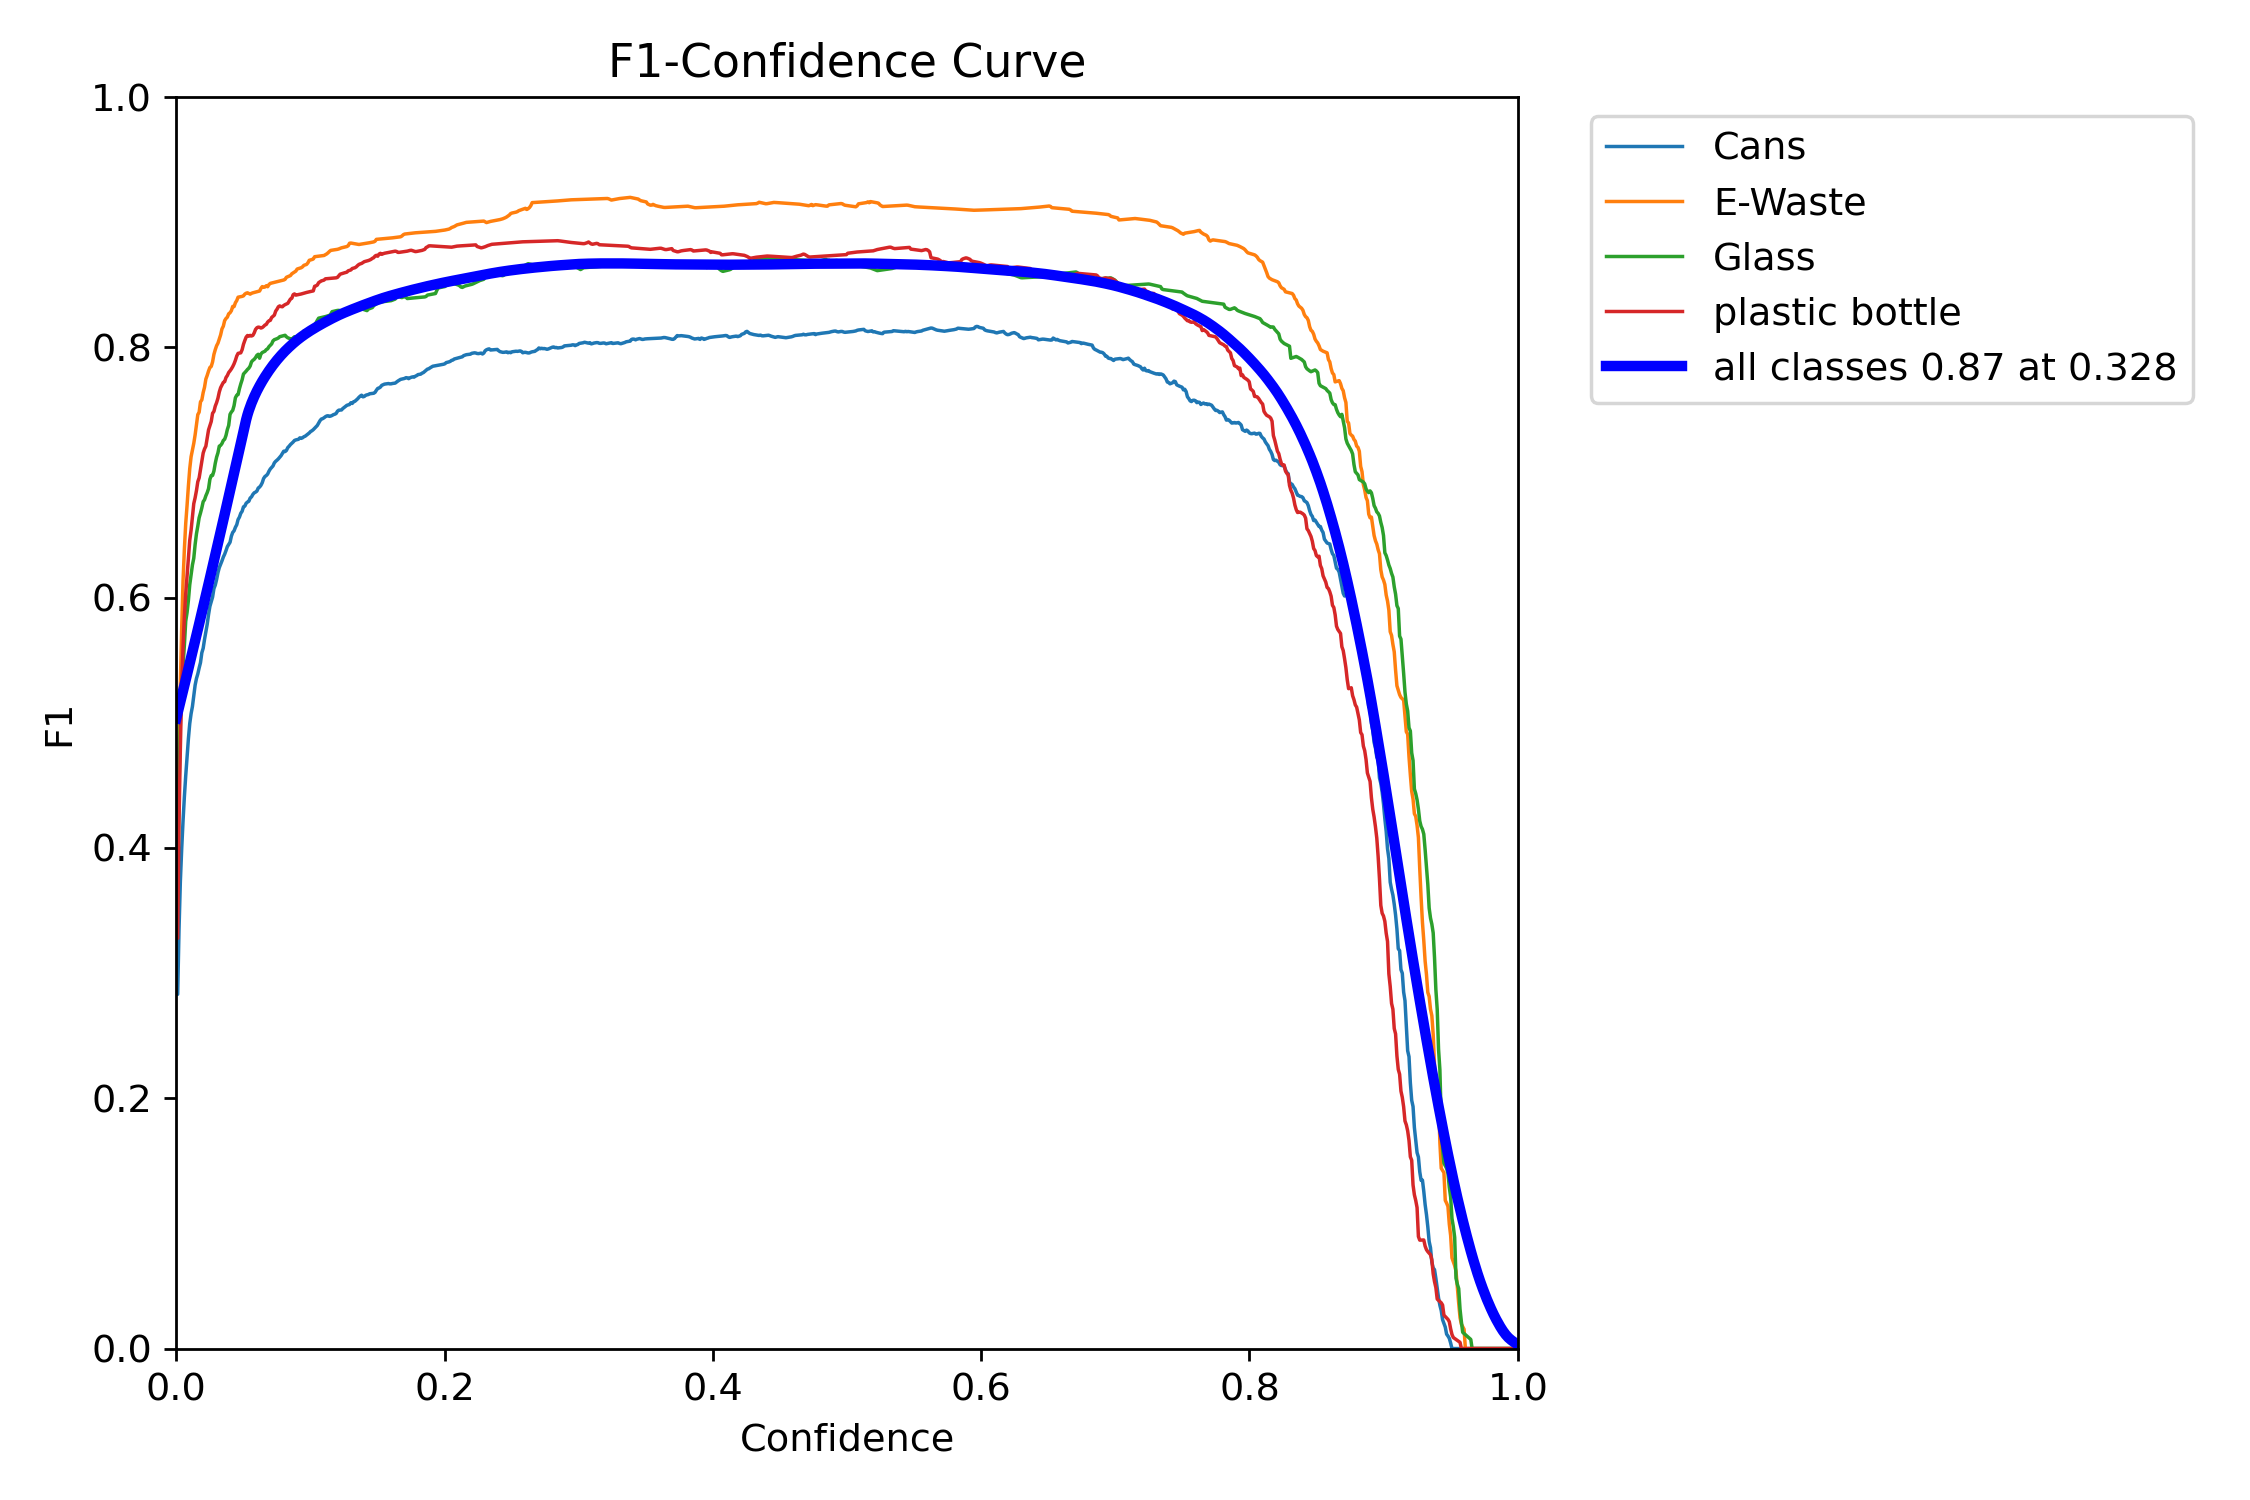 F1-Confidence Curve
1.0
0.8
0.6
0.4
0.2
0.0
F1
0.0 0.2 0.4 0.6 0.8 1.0
Confidence
Cans
E-Waste
Glass
plastic bottle
all classes 0.87 at 0.328